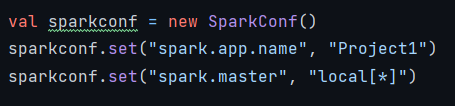 val sparkconf = new SparkConf()
sparkconf.set("spark.app.name", "Project1")
sparkconf.set("spark.master", "local[*]")